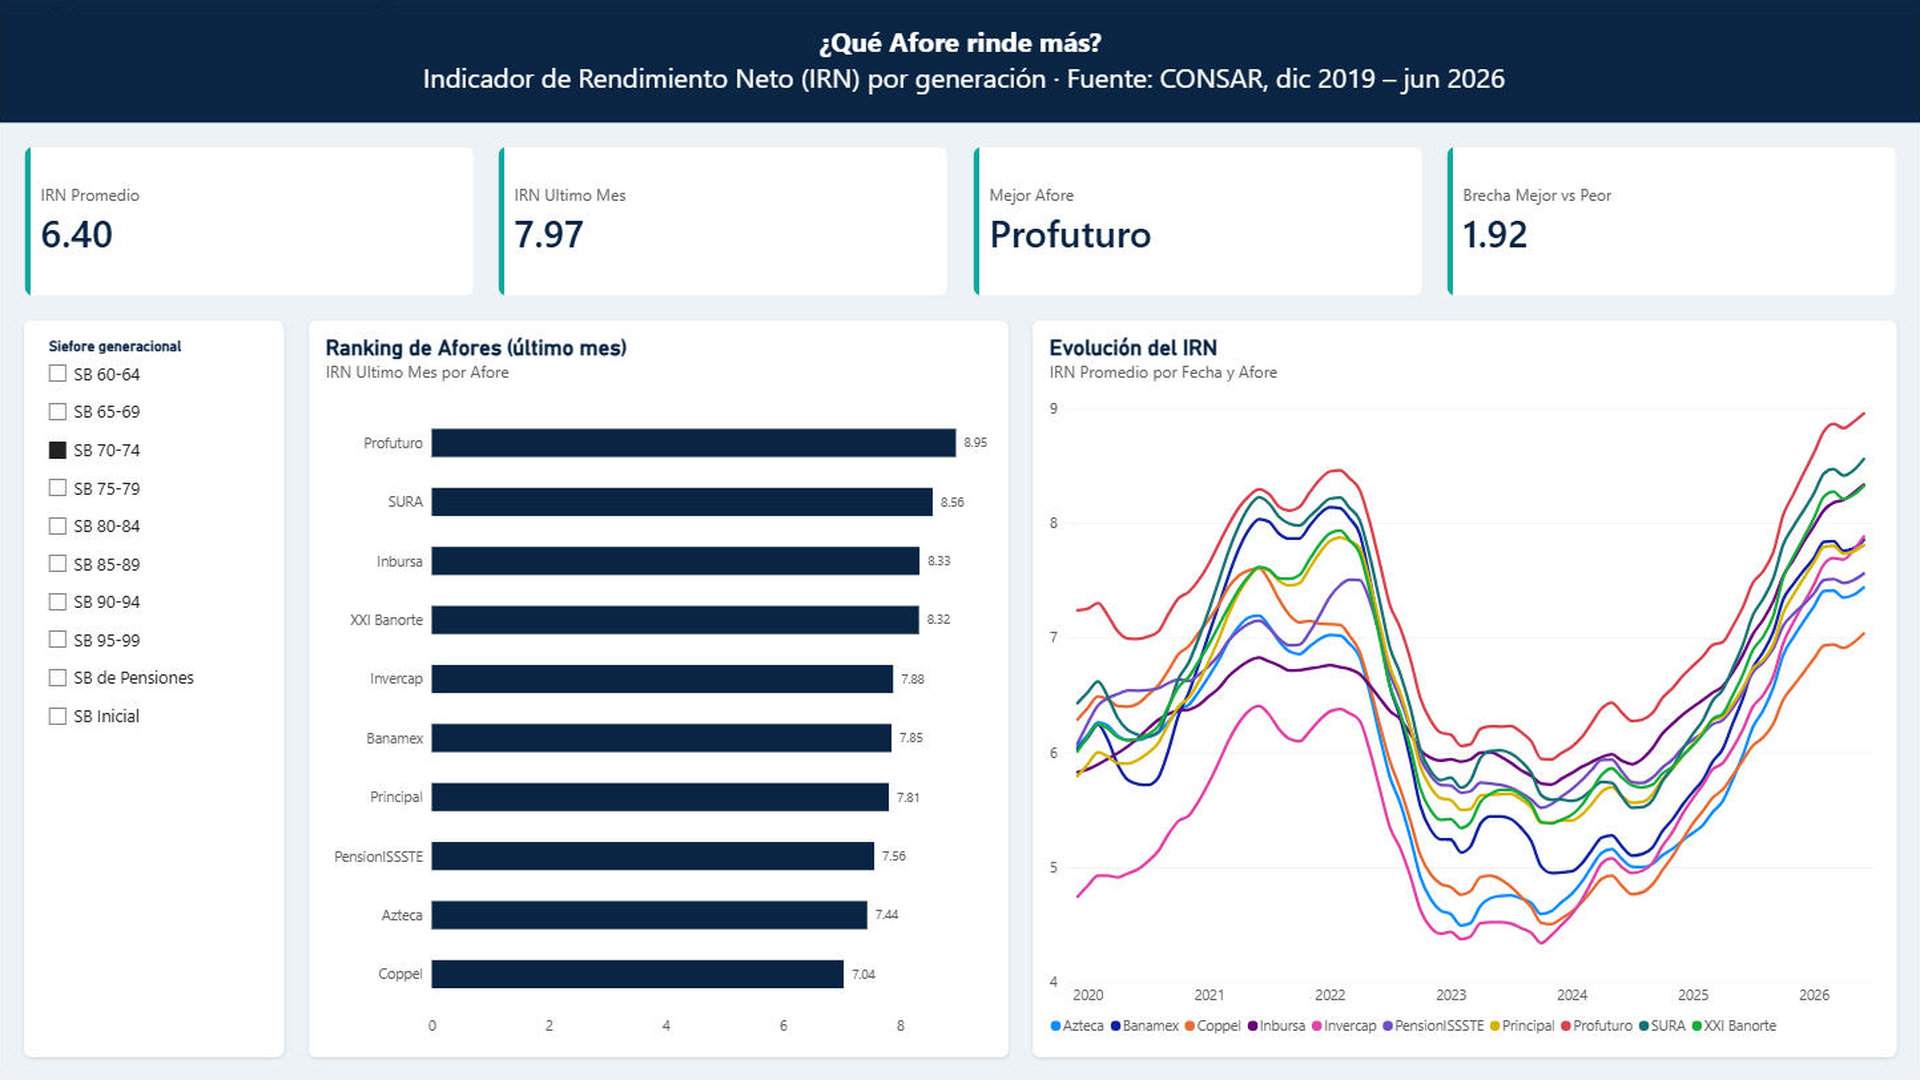 ¿Qué Afore rinde más?
Indicador de Rendimiento Neto (IRN) por generación · Fuente: CONSAR, dic 2019 – jun 2026
IRN Promedio
6.40
IRN Ultimo Mes
7.97
Mejor Afore
Profuturo
Brecha Mejor vs Peor
1.92
Siefore generacional
SB 60-64
SB 65-69
SB 70-74
SB 75-79
SB 80-84
SB 85-89
SB 90-94
SB 95-99
SB de Pensiones
SB Inicial
Ranking de Afores (último mes)
IRN Ultimo Mes por Afore
Profuturo 8.95
SURA 8.56
Inbursa 8.33
XXI Banorte 8.32
Invercap 7.88
Banamex 7.85
Principal 7.81
PensionISSSTE 7.56
Azteca 7.44
Coppel 7.04
0 2 4 6 8
Evolución del IRN
IRN Promedio por Fecha y Afore
9
8
7
6
5
4
2020 2021 2022 2023 2024 2025 2026
Azteca Banamex Coppel Inbursa Invercap PensionISSSTE Principal Profuturo SURA XXI Banorte